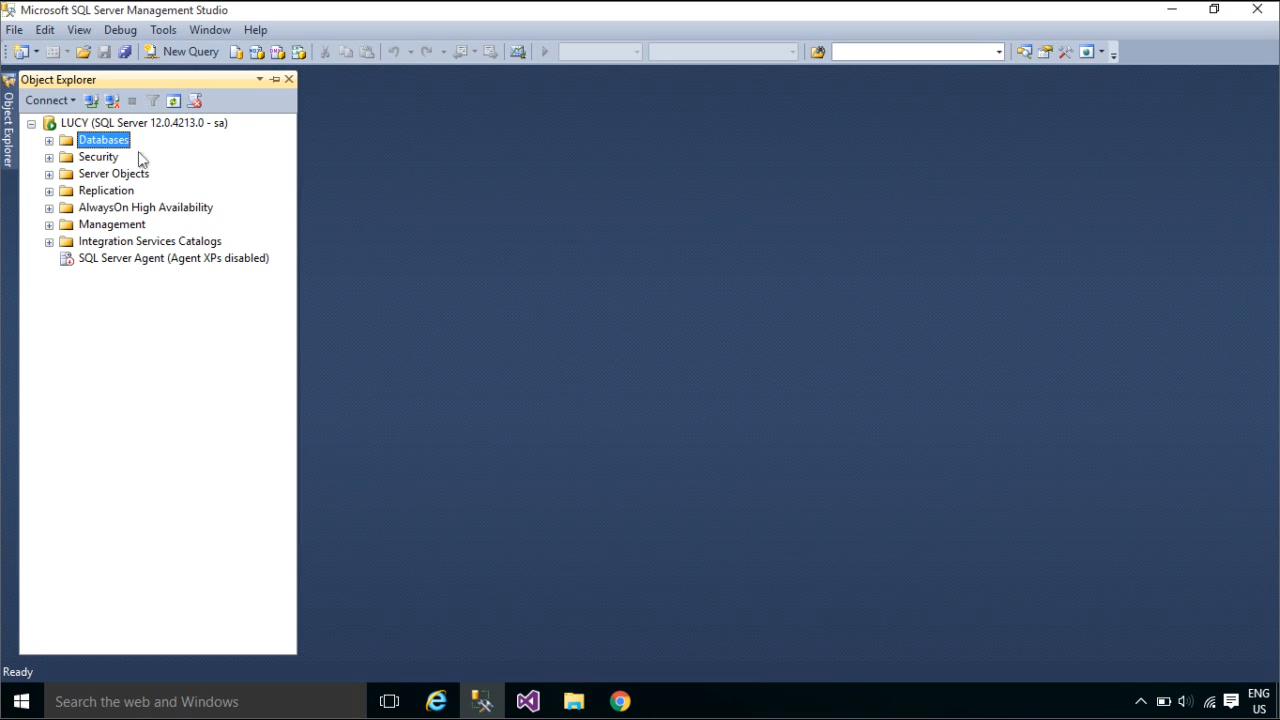 Microsoft SQL Server Management Studio
File Edit View Debug Tools Window Help
New Query
Object Explorer
Object Explorer
Connect
LUCY (SQL Server 12.0.4213.0 - sa)
Databases
Security
Server Objects
Replication
AlwaysOn High Availability
Management
Integration Services Catalogs
SQL Server Agent (Agent XPs disabled)
Ready
Search the web and Windows
ENG
US